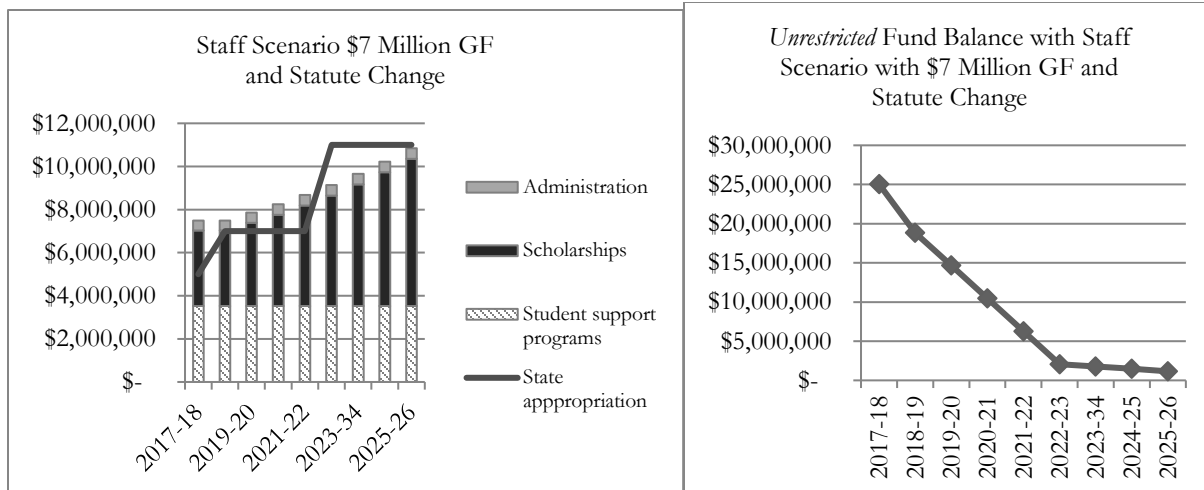 Staff Scenario $7 Million GF
and Statute Change
$12,000,000
$10,000,000
$8,000,000
$6,000,000
$4,000,000
$2,000,000
$-
2017-18
2019-20
2021-22
2023-34
2025-26
Administration
Scholarships
Student support
programs
State
apppropriation
Unrestricted Fund Balance with Staff
Scenario with $7 Million GF and
Statute Change
$30,000,000
$25,000,000
$20,000,000
$15,000,000
$10,000,000
$5,000,000
$-
2017-18
2018-19
2019-20
2020-21
2021-22
2022-23
2023-34
2024-25
2025-26